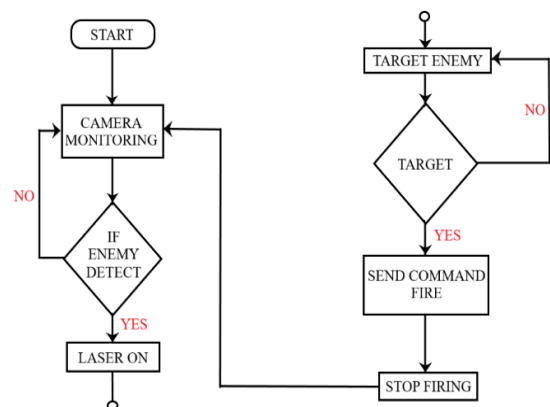 START
CAMERA
MONITORING
NO
IF
ENEMY
DETECT
YES
LASER ON
TARGET ENEMY
NO
TARGET
YES
SEND COMMAND
FIRE
STOP FIRING